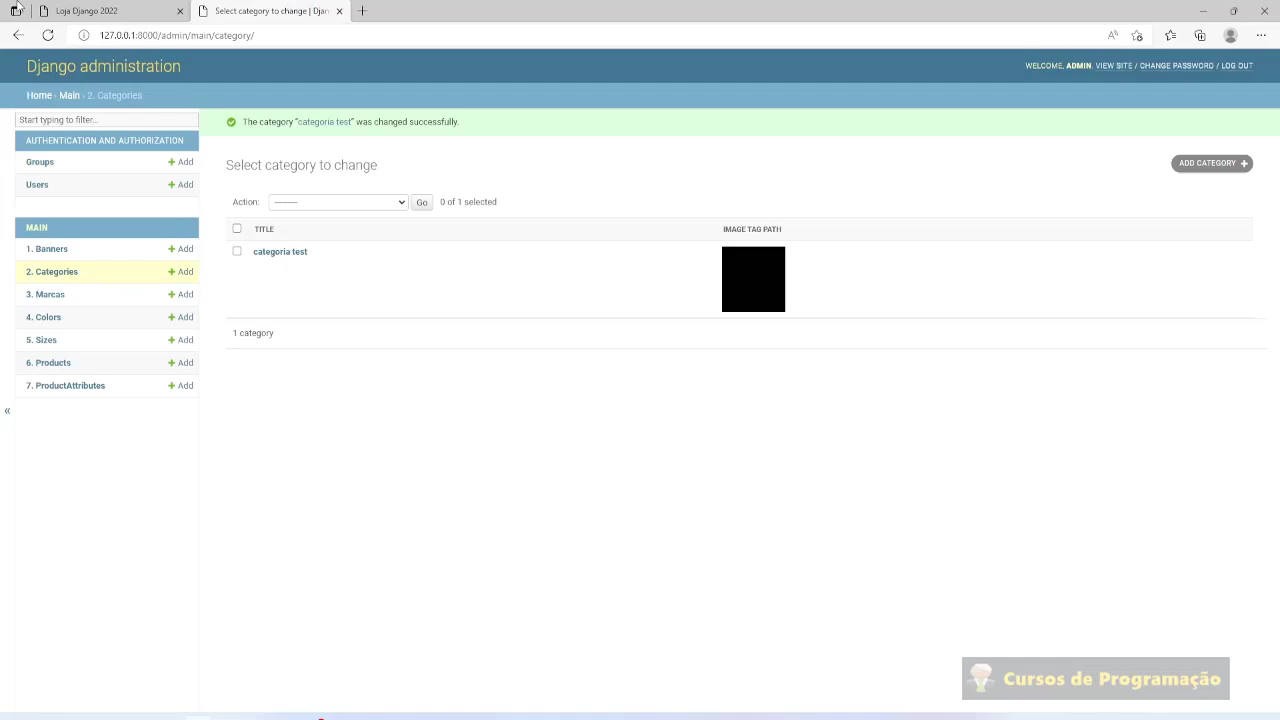 Loja Django 2022
Select category to change | Djan
127.0.0.1:8000/admin/main/category/
Django administration
WELCOME, ADMIN. VIEW SITE / CHANGE PASSWORD / LOG OUT
Home › Main › 2. Categories
Start typing to filter...
AUTHENTICATION AND AUTHORIZATION
Groups + Add
Users + Add
MAIN
1. Banners + Add
2. Categories + Add
3. Marcas + Add
4. Colors + Add
5. Sizes + Add
6. Products + Add
7. ProductAttributes + Add
«
The category “categoria test” was changed successfully.
Select category to change
ADD CATEGORY +
Action: --------- Go 0 of 1 selected
TITLE IMAGE TAG PATH
categoria test
1 category
Cursos de Programação